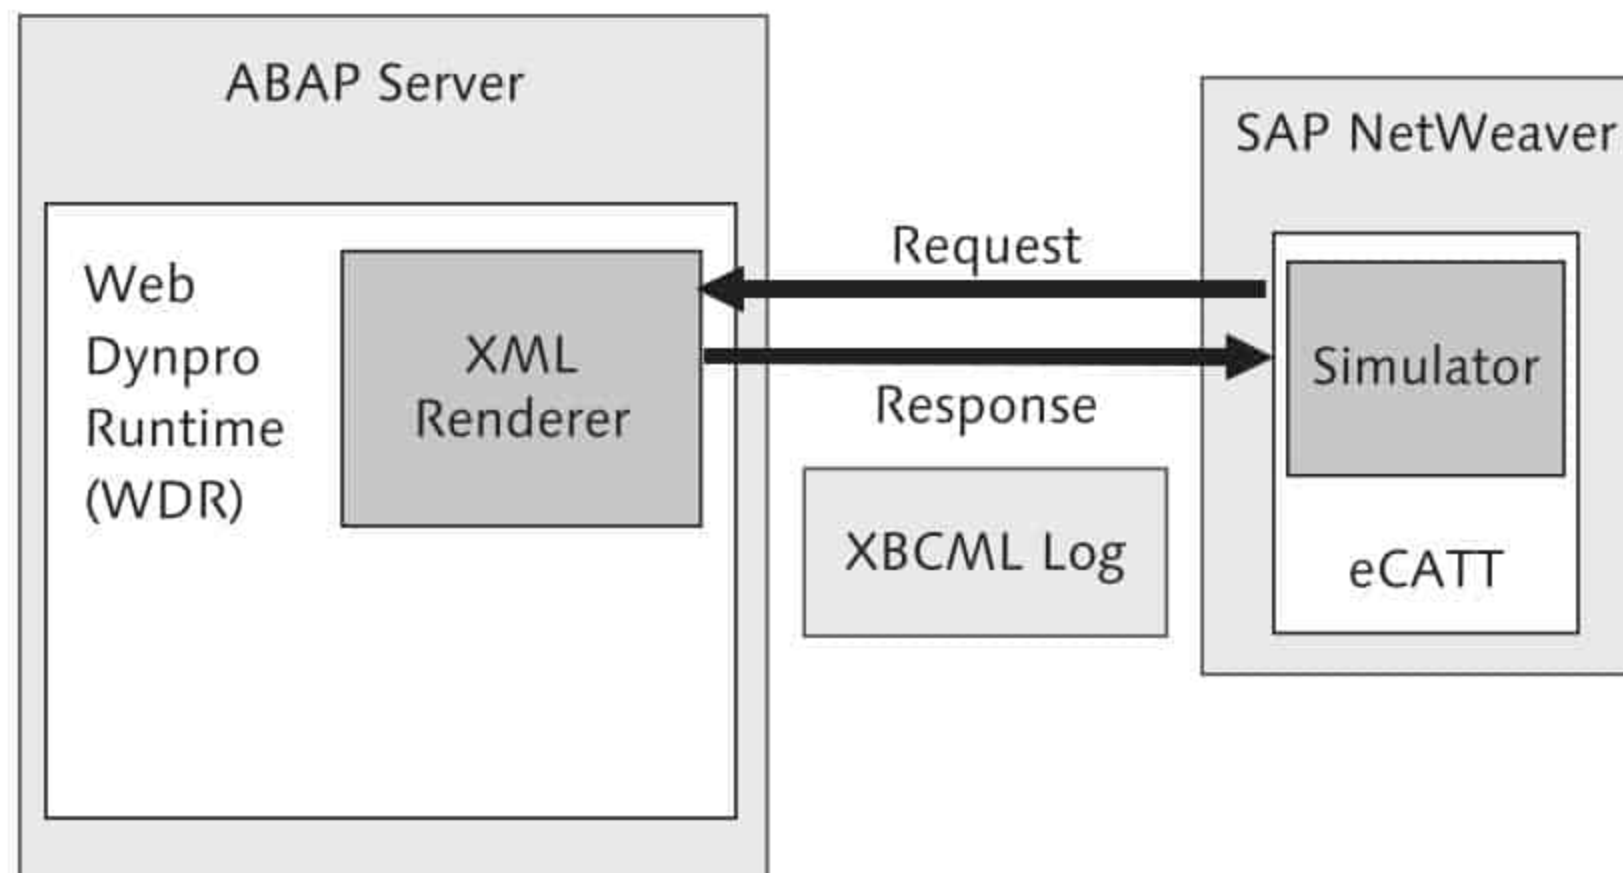 ABAP Server
Web
Dynpro
Runtime
(WDR)
XML
Renderer
Request
Response
XBCML Log
SAP NetWeaver
Simulator
eCATT